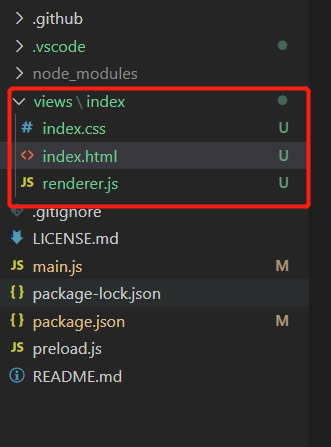 .github
.vscode
node_modules
views \ index
# index.css U
<> index.html U
JS renderer.js U
.gitignore
LICENSE.md
JS main.js M
{} package-lock.json
{} package.json M
JS preload.js
README.md